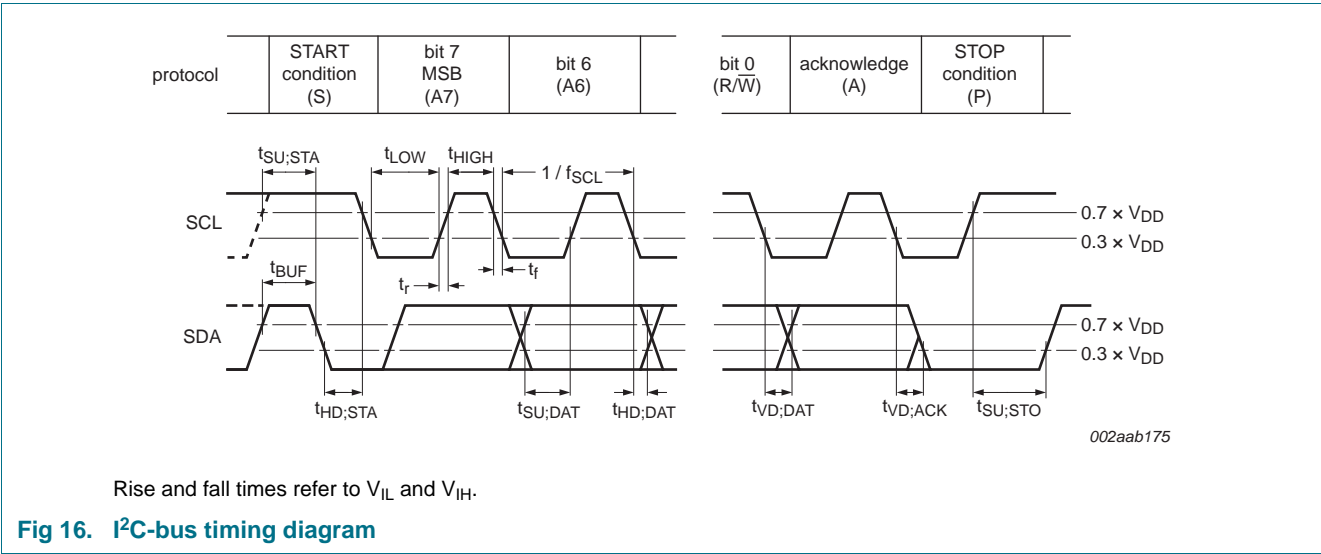 protocol
START
condition
(S)
bit 7
MSB
(A7)
bit 6
(A6)
bit 0
(R/W̅)
acknowledge
(A)
STOP
condition
(P)
tSU;STA
tLOW
tHIGH
1 / fSCL
SCL
0.7 × VDD
0.3 × VDD
tBUF
tr
tf
SDA
0.7 × VDD
0.3 × VDD
tHD;STA
tSU;DAT
tHD;DAT
tVD;DAT
tVD;ACK
tSU;STO
002aab175
Rise and fall times refer to VIL and VIH.
Fig 16. I²C-bus timing diagram